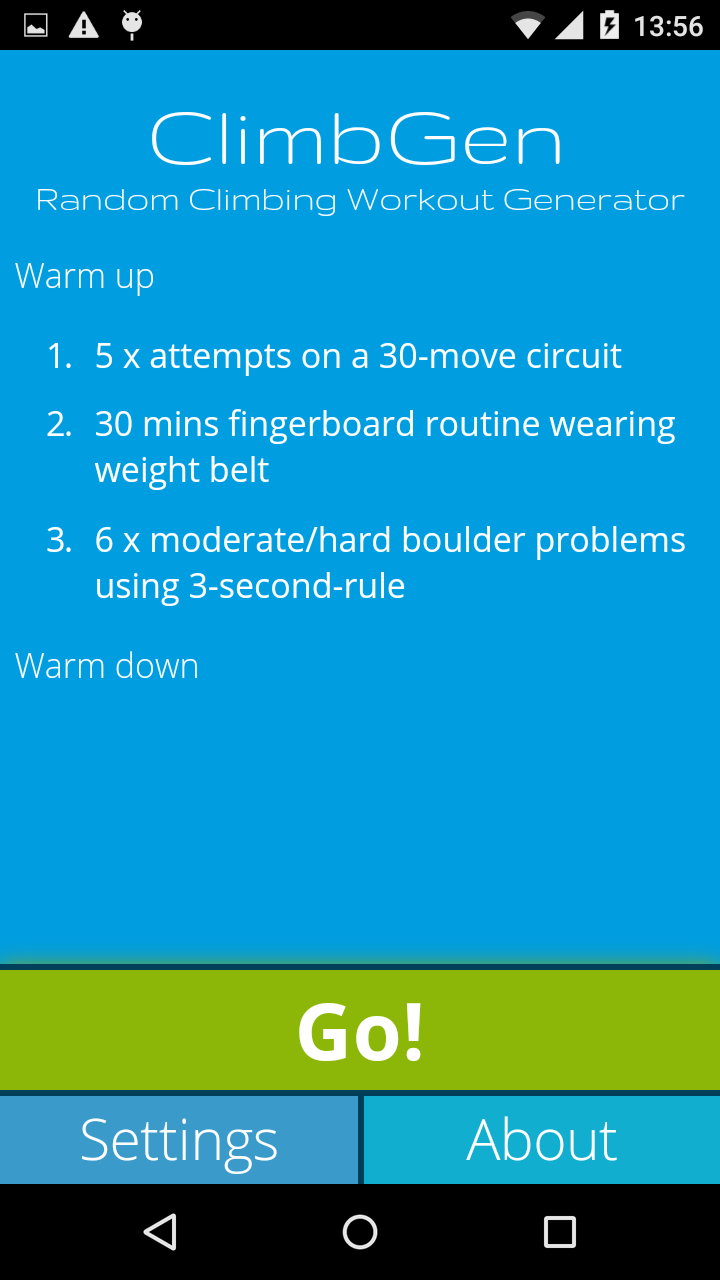 13:56
ClimbGen
Random Climbing Workout Generator
Warm up
1. 5 x attempts on a 30-move circuit
2. 30 mins fingerboard routine wearing
weight belt
3. 6 x moderate/hard boulder problems
using 3-second-rule
Warm down
Go!
Settings About